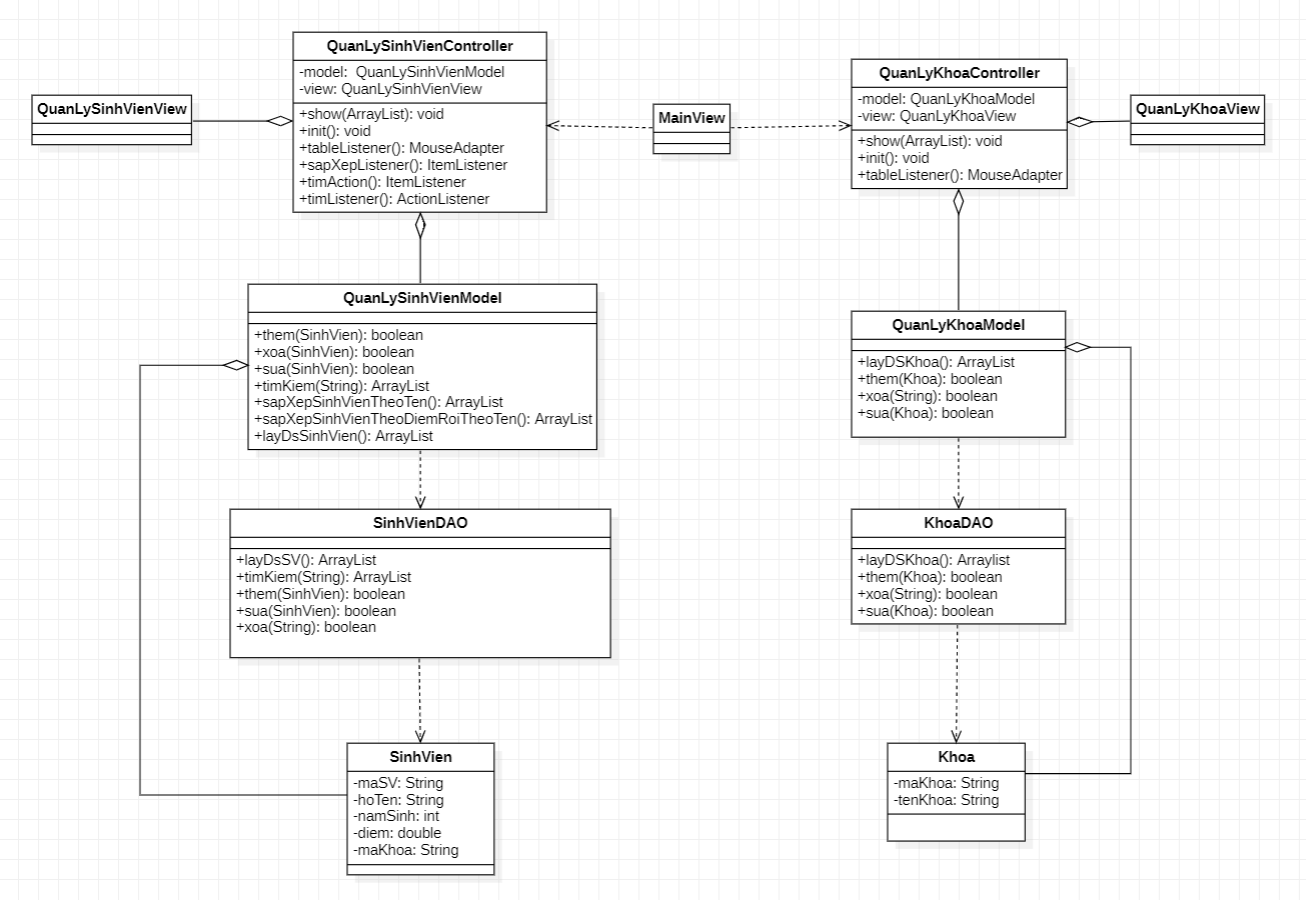 QuanLySinhVienController
-model:  QuanLySinhVienModel
-view: QuanLySinhVienView
+show(ArrayList): void
+init(): void
+tableListener(): MouseAdapter
+sapXepListener(): ItemListener
+timAction(): ItemListener
+timListener(): ActionListener
QuanLySinhVienView
MainView
QuanLyKhoaController
-model: QuanLyKhoaModel
-view: QuanLyKhoaView
+show(ArrayList): void
+init(): void
+tableListener(): MouseAdapter
QuanLyKhoaView
QuanLySinhVienModel
+them(SinhVien): boolean
+xoa(SinhVien): boolean
+sua(SinhVien): boolean
+timKiem(String): ArrayList
+sapXepSinhVienTheoTen(): ArrayList
+sapXepSinhVienTheoDiemRoiTheoTen(): ArrayList
+layDsSinhVien(): ArrayList
QuanLyKhoaModel
+layDSKhoa(): ArrayList
+them(Khoa): boolean
+xoa(String): boolean
+sua(Khoa): boolean
SinhVienDAO
+layDsSV(): ArrayList
+timKiem(String): ArrayList
+them(SinhVien): boolean
+sua(SinhVien): boolean
+xoa(String): boolean
KhoaDAO
+layDSKhoa(): Arraylist
+them(Khoa): boolean
+xoa(String): boolean
+sua(Khoa): boolean
SinhVien
-maSV: String
-hoTen: String
-namSinh: int
-diem: double
-maKhoa: String
Khoa
-maKhoa: String
-tenKhoa: String